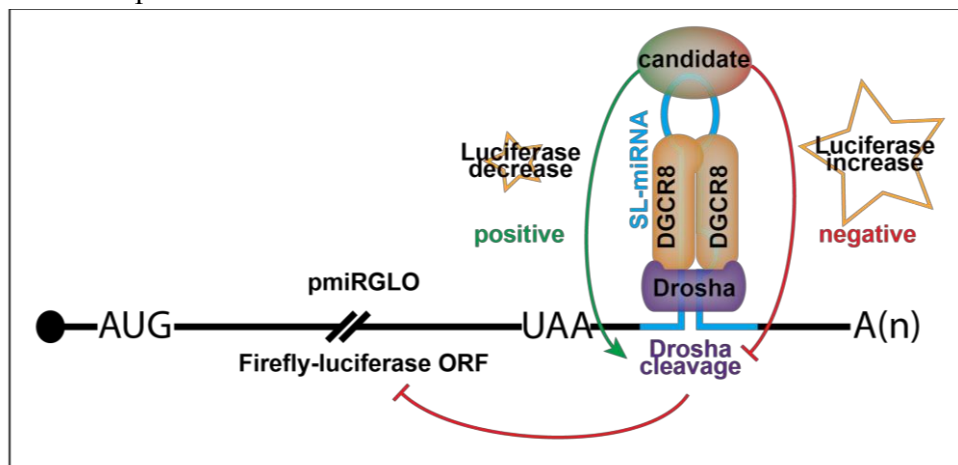 candidate
Luciferase
decrease
SL-miRNA
DGCR8
DGCR8
Luciferase
increase
positive
negative
Drosha
pmiRGLO
AUG
UAA
A(n)
Firefly-luciferase ORF
Drosha
cleavage